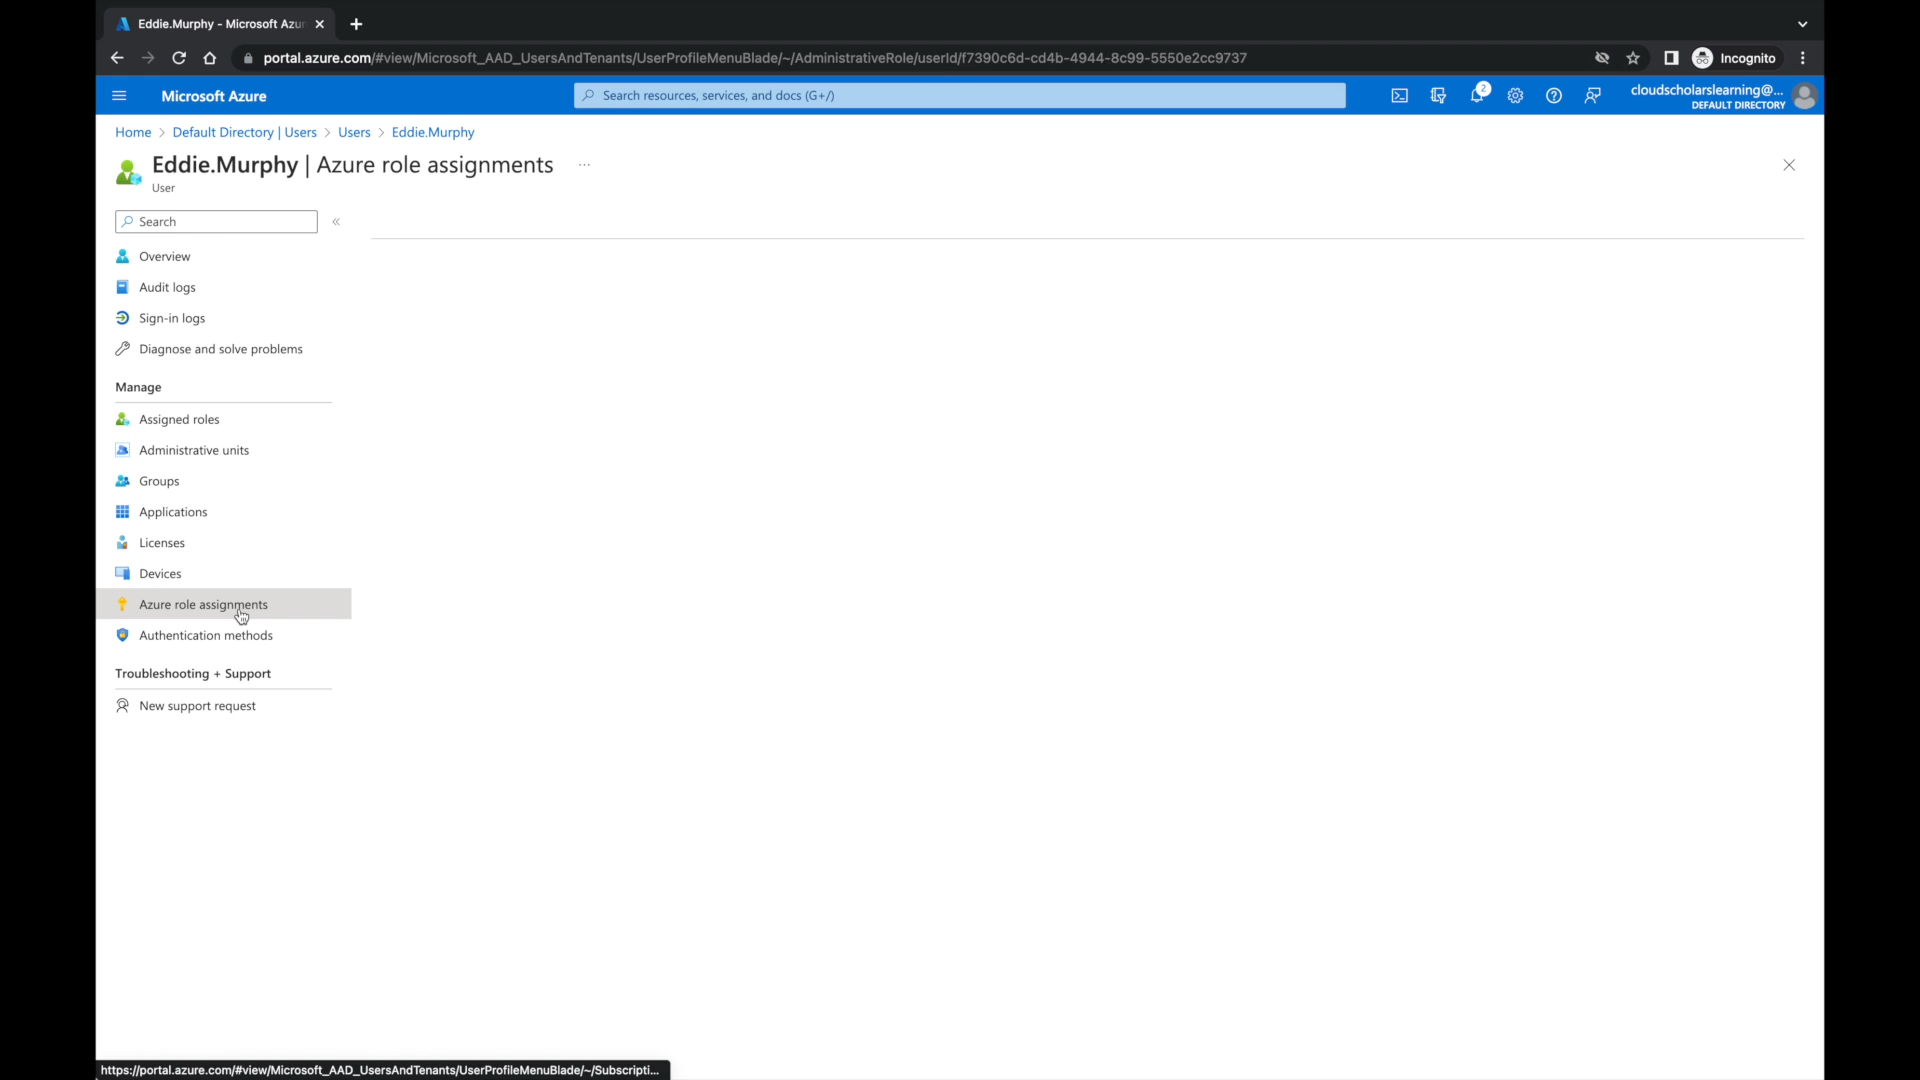 Eddie.Murphy - Microsoft Azur
portal.azure.com/#view/Microsoft_AAD_UsersAndTenants/UserProfileMenuBlade/~/AdministrativeRole/userId/f7390c6d-cd4b-4944-8c99-5550e2cc9737
Incognito
Microsoft Azure
Search resources, services, and docs (G+/)
2
cloudscholarslearning@...
DEFAULT DIRECTORY
Home > Default Directory | Users > Users > Eddie.Murphy
Eddie.Murphy | Azure role assignments ...
User
Search
Overview
Audit logs
Sign-in logs
Diagnose and solve problems
Manage
Assigned roles
Administrative units
Groups
Applications
Licenses
Devices
Azure role assignments
Authentication methods
Troubleshooting + Support
New support request
https://portal.azure.com/#view/Microsoft_AAD_UsersAndTenants/UserProfileMenuBlade/~/Subscripti...